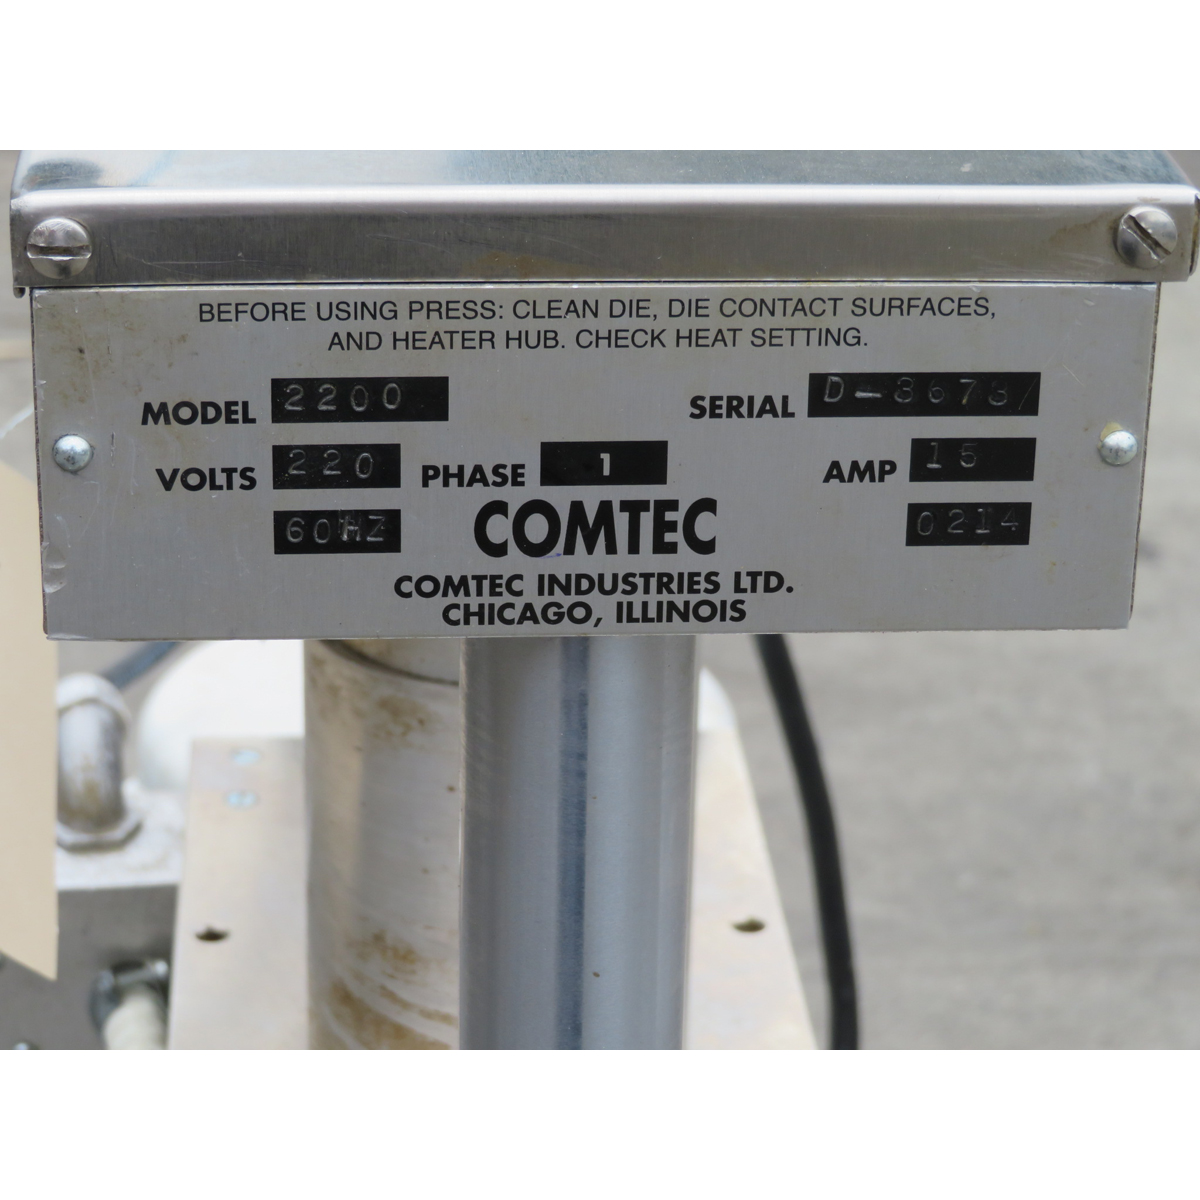 BEFORE USING PRESS: CLEAN DIE, DIE CONTACT SURFACES,
AND HEATER HUB. CHECK HEAT SETTING.
MODEL 2200 SERIAL
VOLTS 220 PHASE 1 AMP 15
60HZ COMTEC 0214
COMTEC INDUSTRIES LTD.
CHICAGO, ILLINOIS